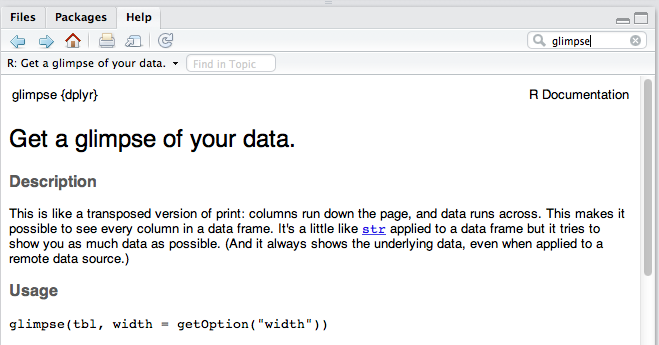 Files Packages Help
glimpse
R: Get a glimpse of your data. Find in Topic
glimpse {dplyr} R Documentation
Get a glimpse of your data.
Description
This is like a transposed version of print: columns run down the page, and data runs across. This makes it
possible to see every column in a data frame. It's a little like str applied to a data frame but it tries to
show you as much data as possible. (And it always shows the underlying data, even when applied to a
remote data source.)
Usage
glimpse(tbl, width = getOption("width"))